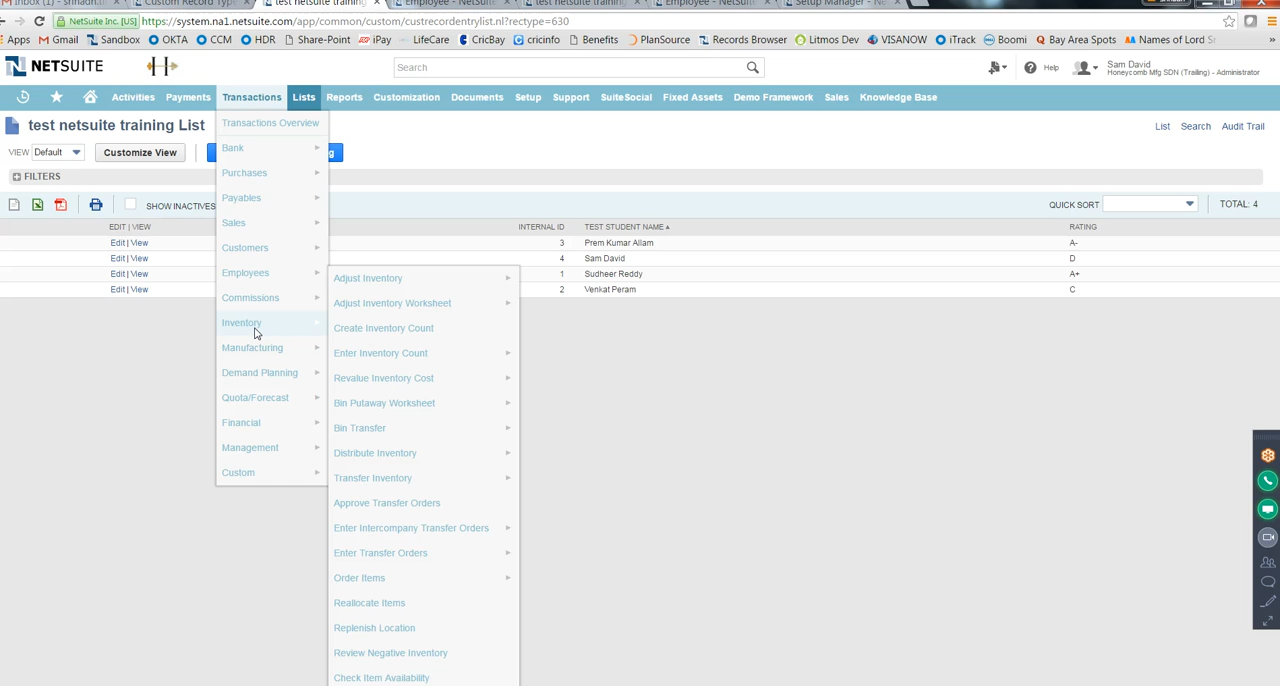 Inbox (1) - shmadn.
Custom Record Type
test netsuite training
Employee - NetSuite
test netsuite training
Employee - NetSui
Setup Manager - Ne
NetSuite Inc. [US] https://system.na1.netsuite.com/app/common/custom/custrecordentrylist.nl?rectype=630
Apps Gmail Sandbox OKTA CCM HDR Share-Point iPay LifeCare CricBay cricinfo Benefits PlanSource Records Browser Litmos Dev VISANOW iTrack Boomi Bay Area Spots Names of Lord
NETSUITE
Search
Help
Sam David
Honeycomb Mfg SDN (Trailing) - Administrator
Activities Payments Transactions Lists Reports Customization Documents Setup Support SuiteSocial Fixed Assets Demo Framework Sales Knowledge Base
test netsuite training List
List Search Audit Trail
VIEW Default Customize View
FILTERS
SHOW INACTIVES
QUICK SORT
TOTAL: 4
EDIT | VIEW INTERNAL ID TEST STUDENT NAME RATING
Edit | View 3 Prem Kumar Allam A-
Edit | View 4 Sam David D
Edit | View 1 Sudheer Reddy A+
Edit | View 2 Venkat Peram C
Transactions Overview
Bank
Purchases
Payables
Sales
Customers
Employees
Commissions
Inventory
Manufacturing
Demand Planning
Quota/Forecast
Financial
Management
Custom
Adjust Inventory
Adjust Inventory Worksheet
Create Inventory Count
Enter Inventory Count
Revalue Inventory Cost
Bin Putaway Worksheet
Bin Transfer
Distribute Inventory
Transfer Inventory
Approve Transfer Orders
Enter Intercompany Transfer Orders
Enter Transfer Orders
Order Items
Reallocate Items
Replenish Location
Review Negative Inventory
Check Item Availability